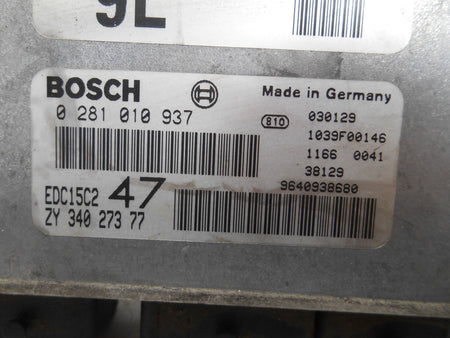 9L
BOSCH
Made in Germany
0 281 010 937
810
030129
1039F00146
1166 0041
38129
9640938680
EDC15C2 47
ZY 340 273 77